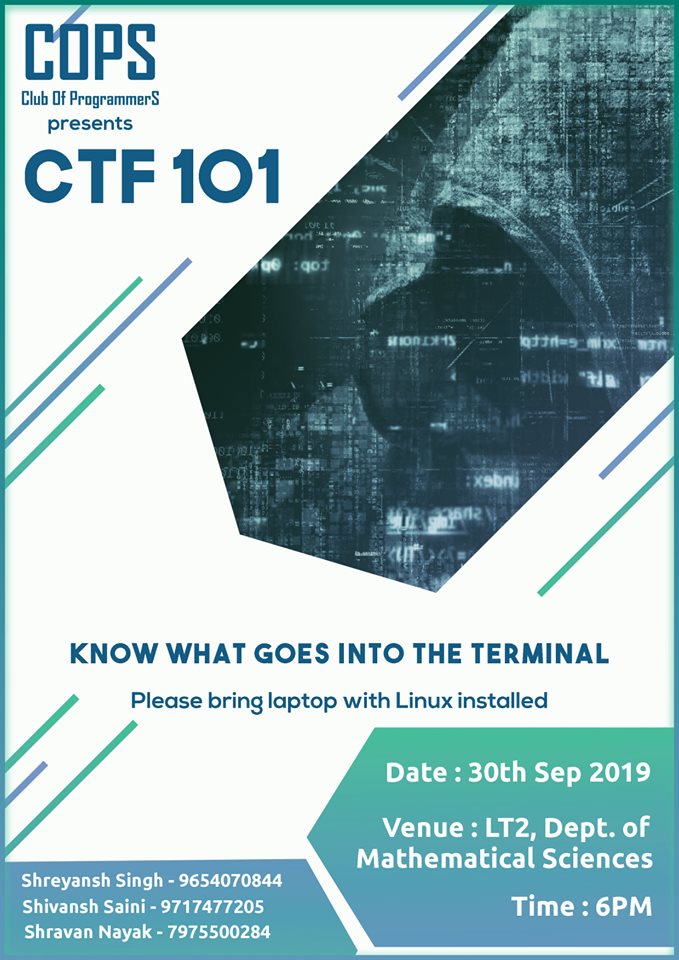 COPS
Club Of ProgrammerS
presents
CTF 101
KNOW WHAT GOES INTO THE TERMINAL
Please bring laptop with Linux installed
Date : 30th Sep 2019
Venue : LT2, Dept. of
Mathematical Sciences
Time : 6PM
Shreyansh Singh - 9654070844
Shivansh Saini - 9717477205
Shravan Nayak - 7975500284